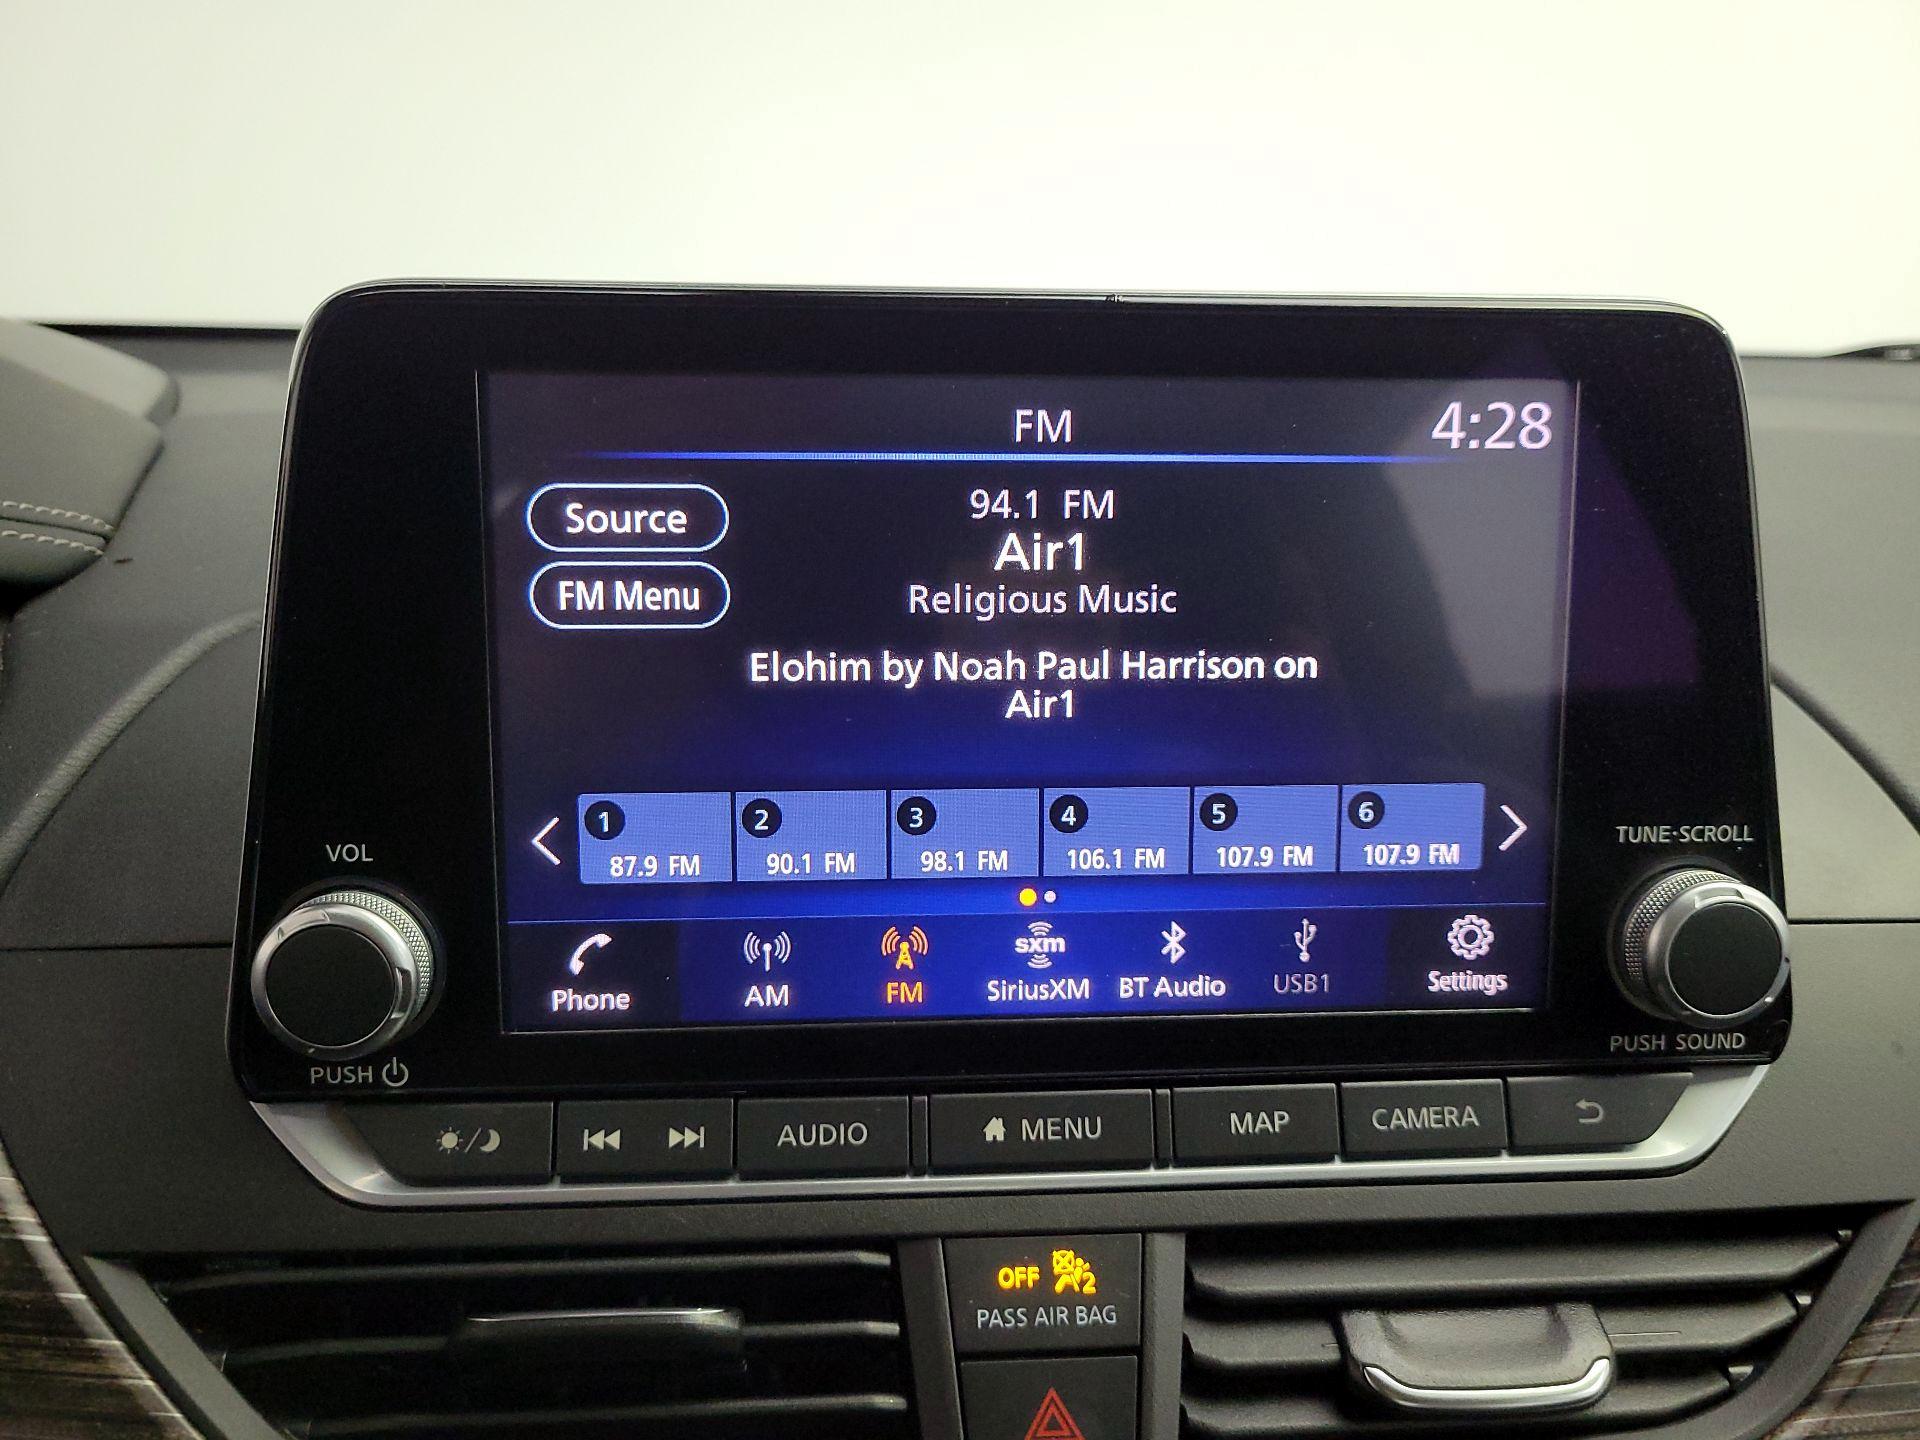 FM
4:28
Source
94.1 FM
Air1
FM Menu
Religious Music
Elohim by Noah Paul Harrison on
Air1
1
2
3
4
5
6
87.9 FM
90.1 FM
98.1 FM
106.1 FM
107.9 FM
107.9 FM
VOL
TUNE·SCROLL
sxm
Phone
AM
FM
SiriusXM
BT Audio
USB1
Settings
PUSH
PUSH SOUND
AUDIO
MENU
MAP
CAMERA
OFF
2
PASS AIR BAG